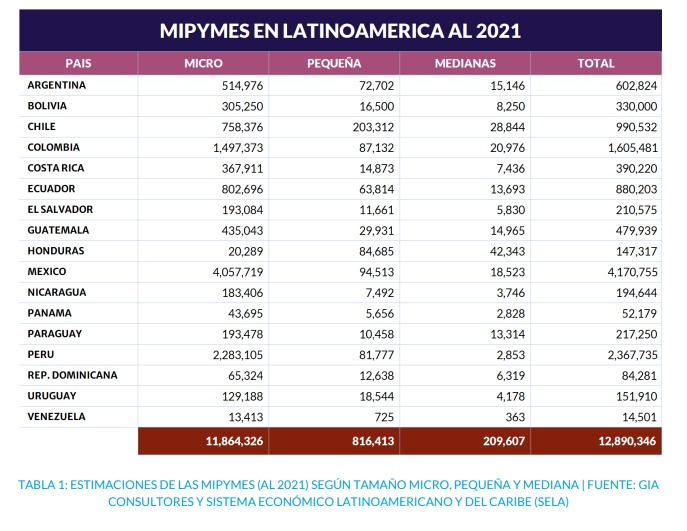 MIPYMES EN LATINOAMERICA AL 2021
PAIS MICRO PEQUEÑA MEDIANAS TOTAL
ARGENTINA 514,976 72,702 15,146 602,824
BOLIVIA 305,250 16,500 8,250 330,000
CHILE 758,376 203,312 28,844 990,532
COLOMBIA 1,497,373 87,132 20,976 1,605,481
COSTA RICA 367,911 14,873 7,436 390,220
ECUADOR 802,696 63,814 13,693 880,203
EL SALVADOR 193,084 11,661 5,830 210,575
GUATEMALA 435,043 29,931 14,965 479,939
HONDURAS 20,289 84,685 42,343 147,317
MEXICO 4,057,719 94,513 18,523 4,170,755
NICARAGUA 183,406 7,492 3,746 194,644
PANAMA 43,695 5,656 2,828 52,179
PARAGUAY 193,478 10,458 13,314 217,250
PERU 2,283,105 81,777 2,853 2,367,735
REP. DOMINICANA 65,324 12,638 6,319 84,281
URUGUAY 129,188 18,544 4,178 151,910
VENEZUELA 13,413 725 363 14,501
11,864,326 816,413 209,607 12,890,346
TABLA 1: ESTIMACIONES DE LAS MIPYMES (AL 2021) SEGÚN TAMAÑO MICRO, PEQUEÑA Y MEDIANA | FUENTE: GIA
CONSULTORES Y SISTEMA ECONÓMICO LATINOAMERICANO Y DEL CARIBE (SELA)